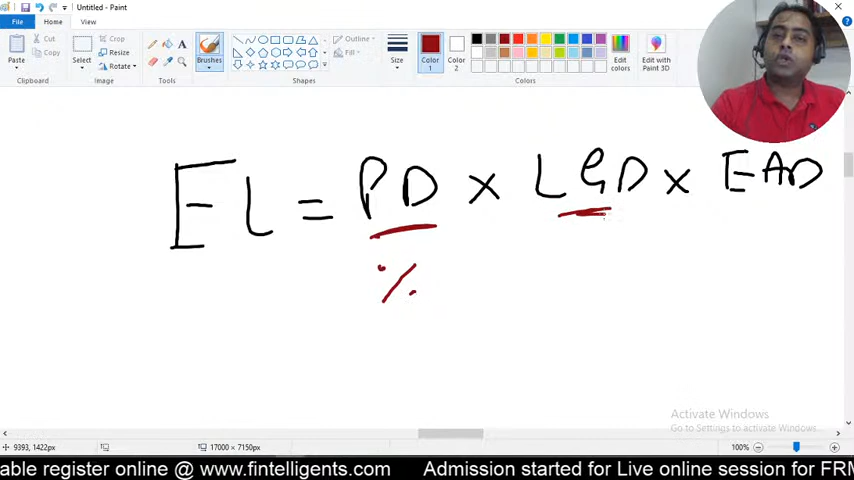 Untitled - Paint
File Home View
Paste
Cut
Copy
Clipboard
Select
Crop
Resize
Rotate
Image
Tools
Brushes
Shapes
Outline
Fill
Size
Color 1
Color 2
Colors
Edit colors
Edit with Paint 3D
EL = PD × LGD × EAD
%
Activate Windows
Go to Settings to activate Windows.
9393, 1422px
17000 × 7150px
100%
able register online @ www.fintelligents.com Admission started for Live online session for FRM